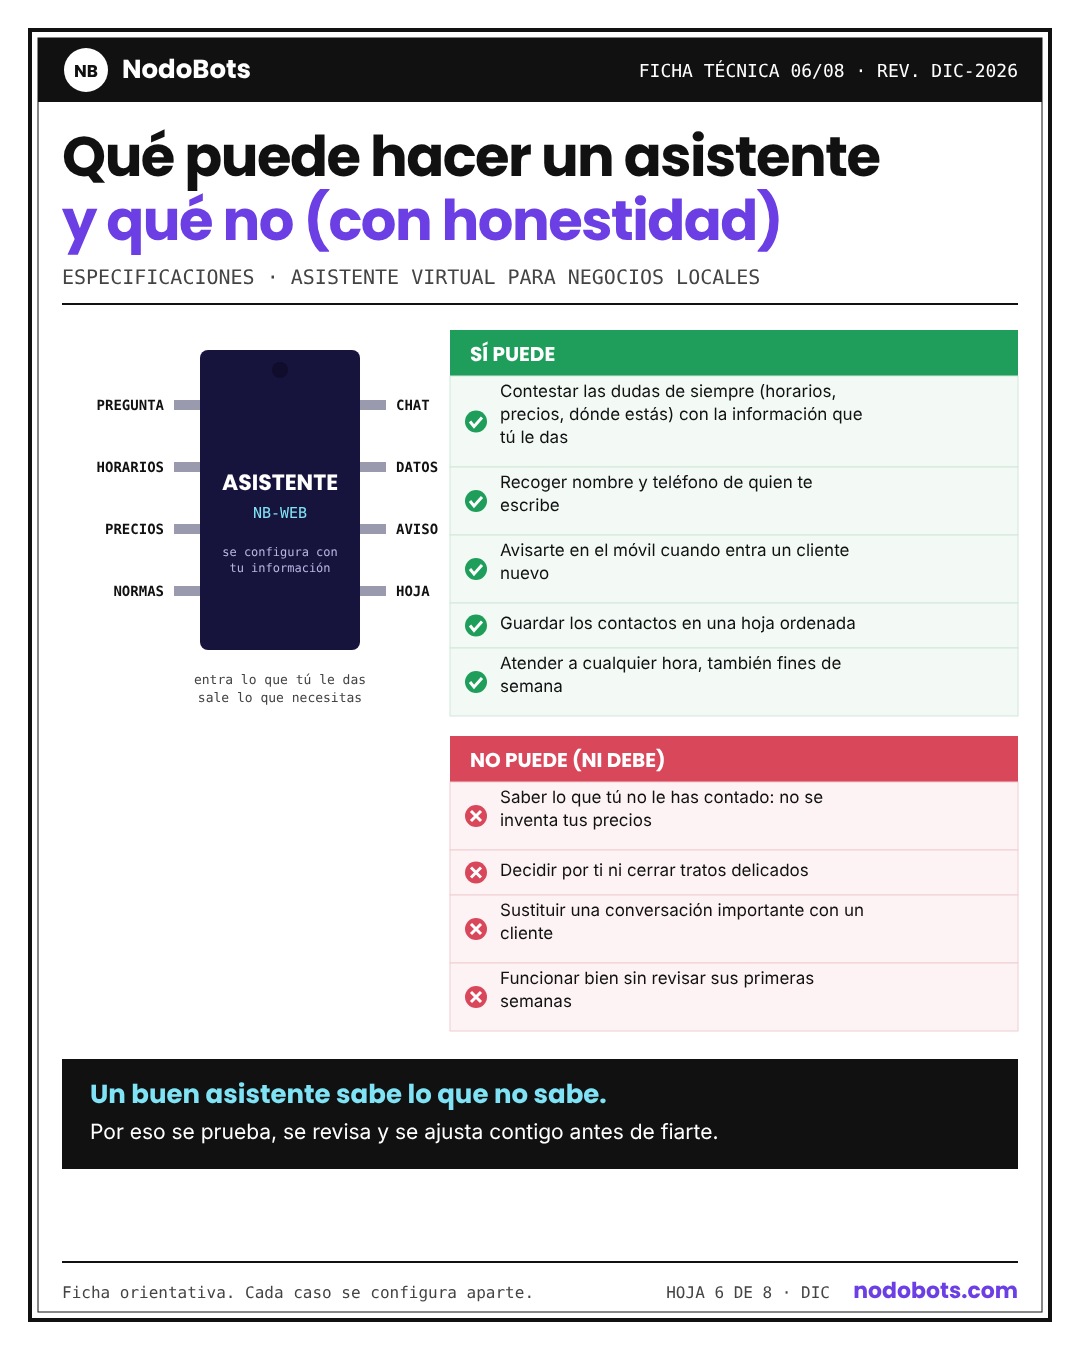 NB NodoBots
FICHA TÉCNICA 06/08 · REV. DIC-2026
Qué puede hacer un asistente
y qué no (con honestidad)
ESPECIFICACIONES · ASISTENTE VIRTUAL PARA NEGOCIOS LOCALES
PREGUNTA
HORARIOS
PRECIOS
NORMAS
ASISTENTE
NB-WEB
se configura con
tu información
CHAT
DATOS
AVISO
HOJA
entra lo que tú le das
sale lo que necesitas
SÍ PUEDE
Contestar las dudas de siempre (horarios,
precios, dónde estás) con la información que
tú le das
Recoger nombre y teléfono de quien te
escribe
Avisarte en el móvil cuando entra un cliente
nuevo
Guardar los contactos en una hoja ordenada
Atender a cualquier hora, también fines de
semana
NO PUEDE (NI DEBE)
Saber lo que tú no le has contado: no se
inventa tus precios
Decidir por ti ni cerrar tratos delicados
Sustituir una conversación importante con un
cliente
Funcionar bien sin revisar sus primeras
semanas
Un buen asistente sabe lo que no sabe.
Por eso se prueba, se revisa y se ajusta contigo antes de fiarte.
Ficha orientativa. Cada caso se configura aparte.
HOJA 6 DE 8 · DIC
nodobots.com